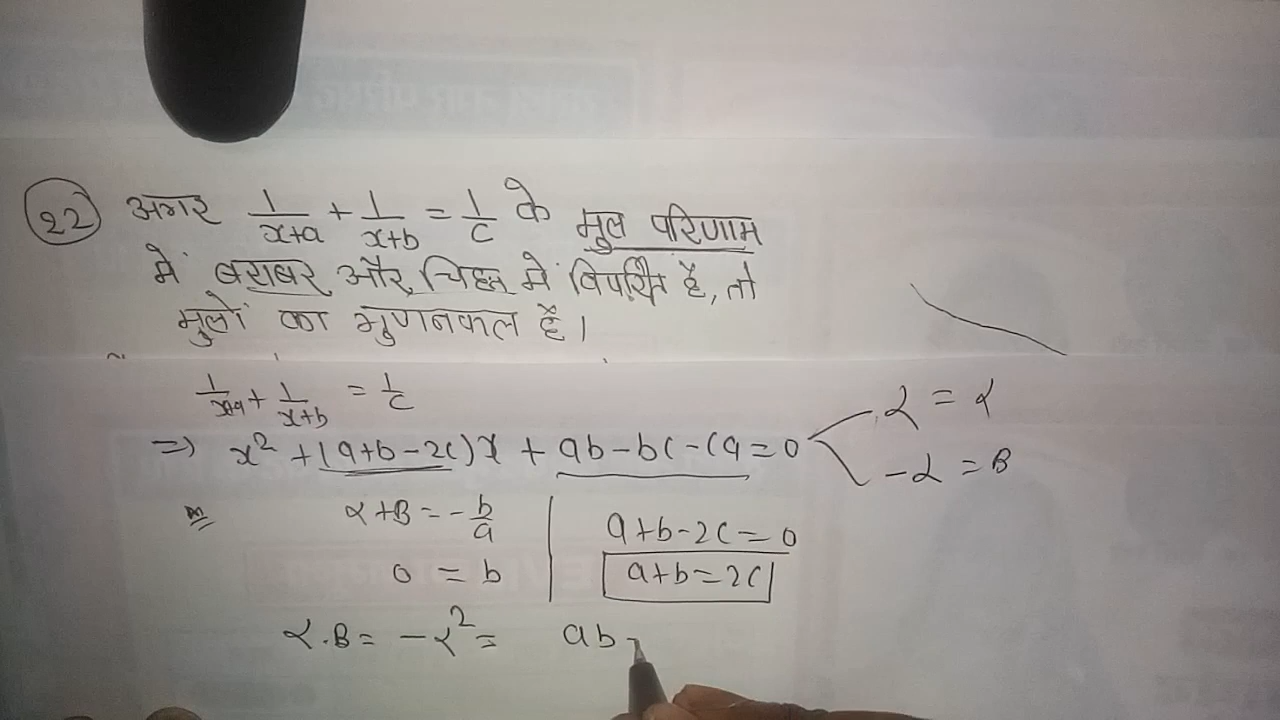 22 अगर 1/(x+a) + 1/(x+b) = 1/c के मुल परिणाम
में बराबर और चिह्न में विपरित है, तो
मुलों का गुणनफल है।
1/(x+a) + 1/(x+b) = 1/c
=> x² + (a+b-2c)x + ab-bc-ca=0
α = α
-α = B
α+B = -b/a
0 = b
a+b-2c=0
a+b=2c
α.B = -α² = ab -